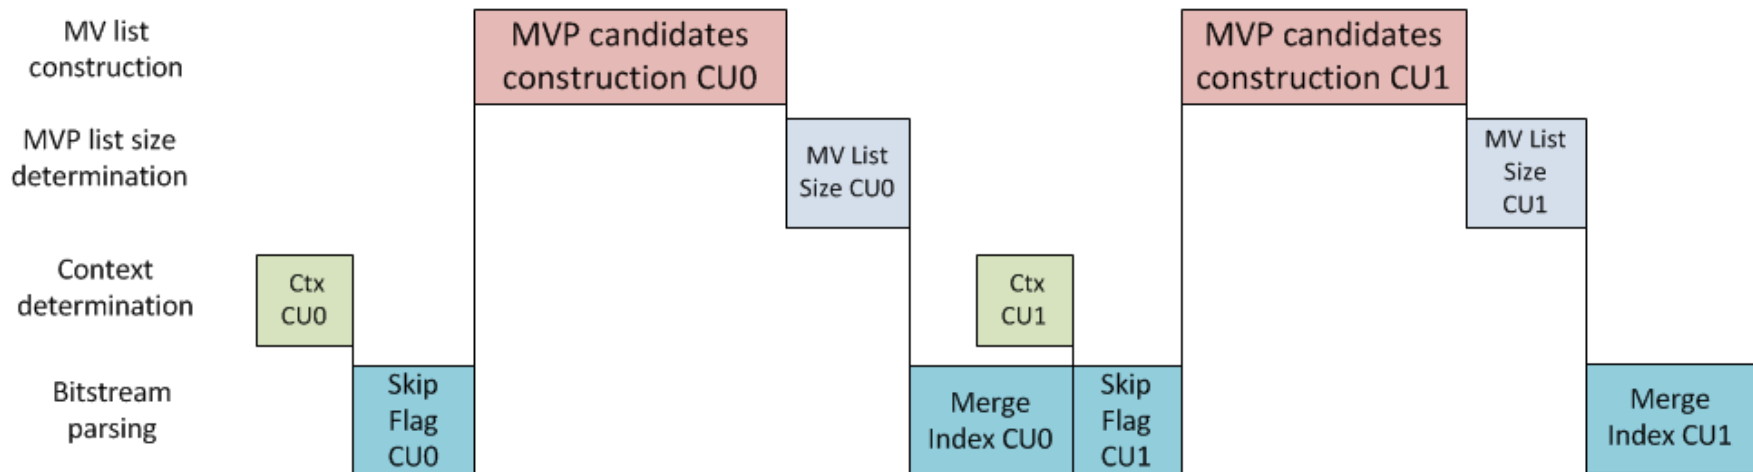 MV list
construction
MVP candidates
construction CU0
MVP candidates
construction CU1
MVP list size
determination
MV List
Size CU0
MV List
Size
CU1
Context
determination
Ctx
CU0
Ctx
CU1
Bitstream
parsing
Skip
Flag
CU0
Merge
Index CU0
Skip
Flag
CU1
Merge
Index CU1